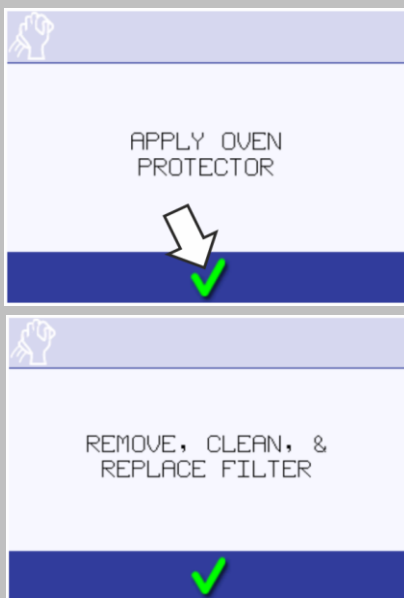 APPLY OVEN
PROTECTOR
REMOVE, CLEAN, &
REPLACE FILTER